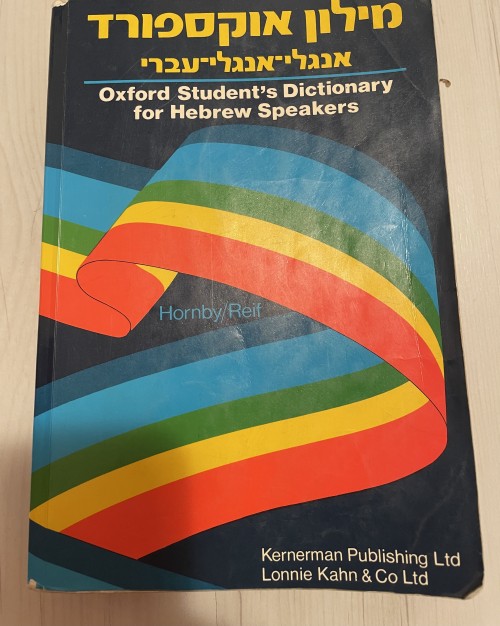 מילון אוקספורד
אנגלי־אנגלי־עברי
Oxford Student's Dictionary
for Hebrew Speakers
Hornby/Reif
Kernerman Publishing Ltd
Lonnie Kahn & Co Ltd